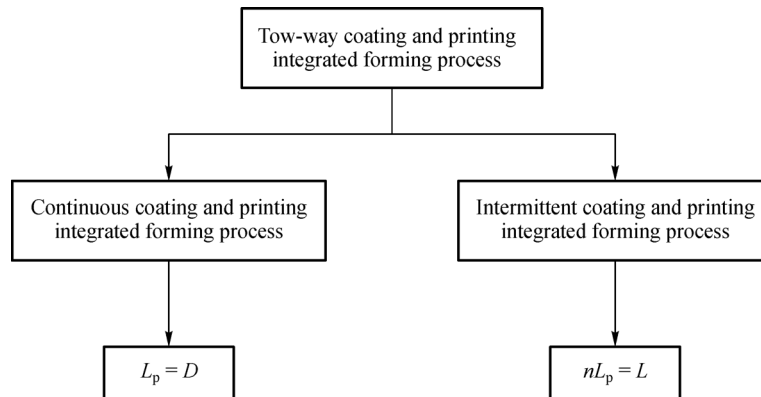 Tow-way coating and printing
integrated forming process
Continuous coating and printing
integrated forming process
Intermittent coating and printing
integrated forming process
Lp = D
nLp = L